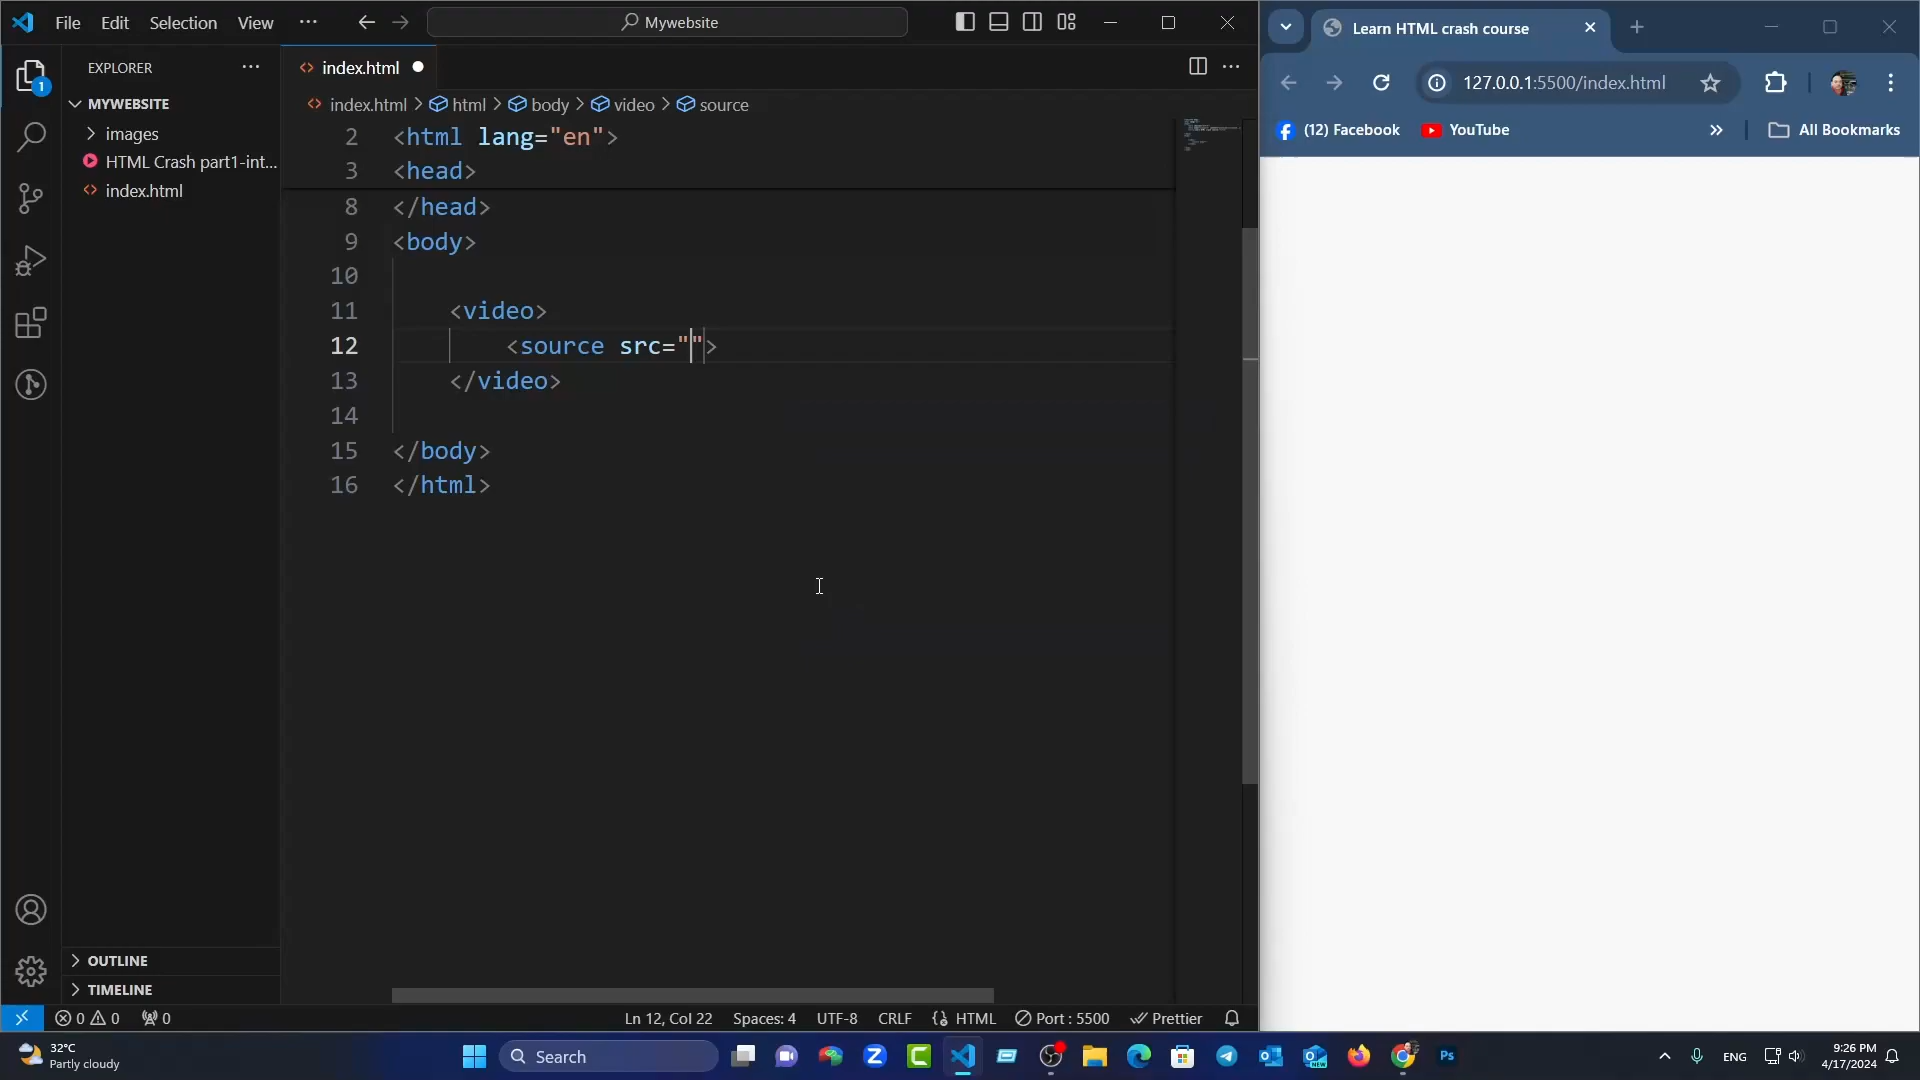 File Edit Selection View ··· Mywebsite
EXPLORER ···
MYWEBSITE
images
HTML Crash part1-int...
index.html
OUTLINE
TIMELINE
1
index.html
index.html > html > body > video > source
2 <html lang="en">
3 <head>
8 </head>
9 <body>
10
11 <video>
12 <source src="">
13 </video>
14
15 </body>
16 </html>
0 0 0 Ln 12, Col 22 Spaces: 4 UTF-8 CRLF {} HTML Port : 5500 Prettier
Learn HTML crash course
127.0.0.1:5500/index.html
(12) Facebook YouTube » All Bookmarks
32°C
Partly cloudy
Search
Z
C
NEW
Ps
ENG
9:26 PM
4/17/2024